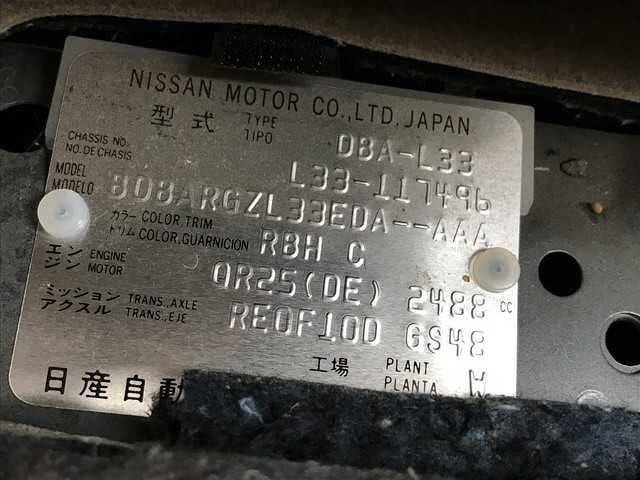 NISSAN MOTOR CO.,LTD.JAPAN
型式 TYPE TIPO DBA-L33
CHASSIS NO. NO.DE CHASIS L33-117496
MODEL MODELO BDBARGZL33EDA--AAA
カラー COLOR,TRIM トリム COLOR,GUARNICION RBH C
エンジン ENGINE MOTOR QR25(DE) 2488 CC
ミッション TRANS.,AXLE アクスル TRANS.,EJE RE0F10D GS48
工場 PLANT PLANTA W
日産自動